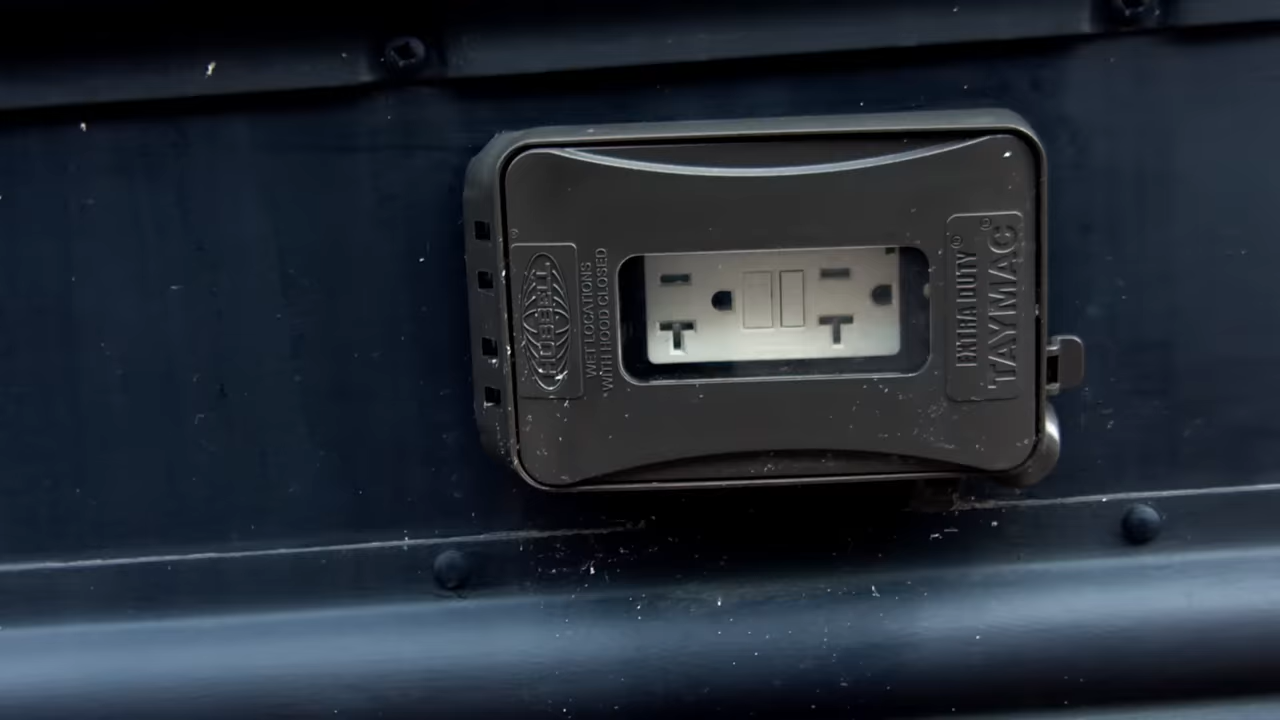 HUBBELL
®
WET LOCATIONS
WITH HOOD CLOSED
EXTRA DUTY®
TAYMAC®